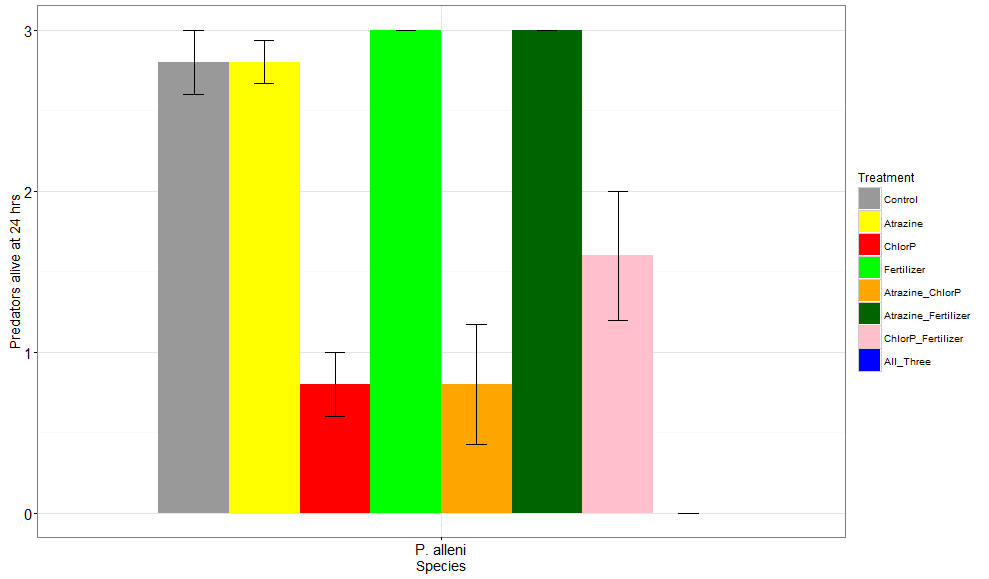 Predators alive at 24 hrs
3
2
1
0
P. alleni
Species
Treatment
Control
Atrazine
ChlorP
Fertilizer
Atrazine_ChlorP
Atrazine_Fertilizer
ChlorP_Fertilizer
All_Three